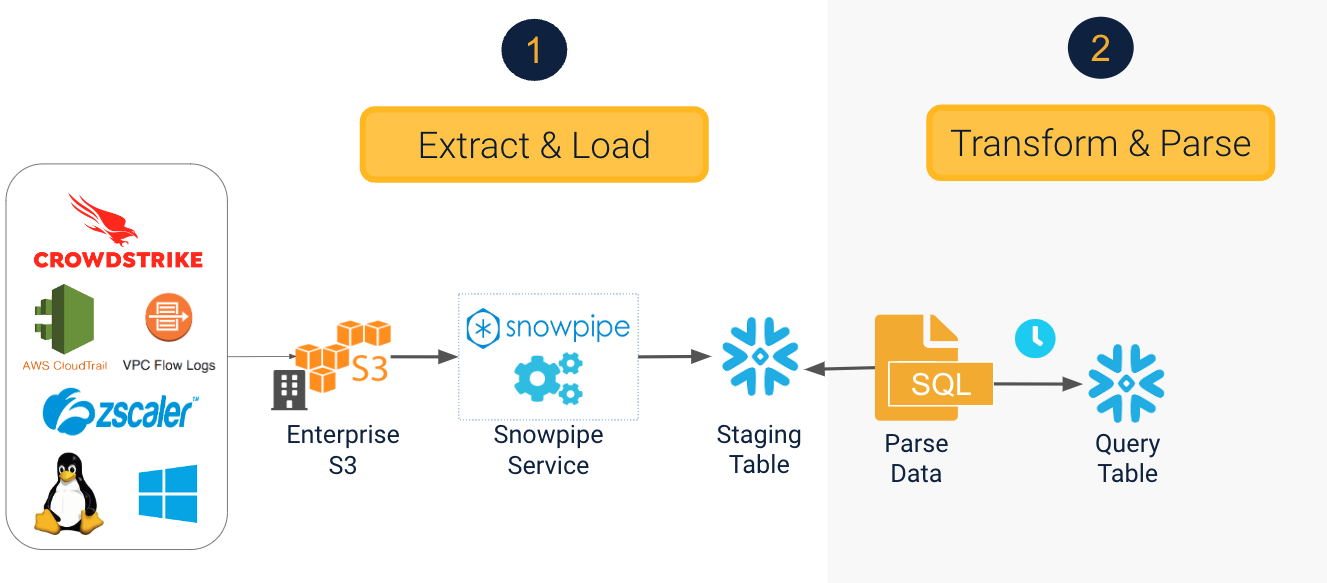 1
Extract & Load
2
Transform & Parse
CROWDSTRIKE
AWS CloudTrail
VPC Flow Logs
zscaler™
S3
Enterprise
S3
snowpipe
Snowpipe
Service
Staging
Table
SQL
Parse
Data
Query
Table